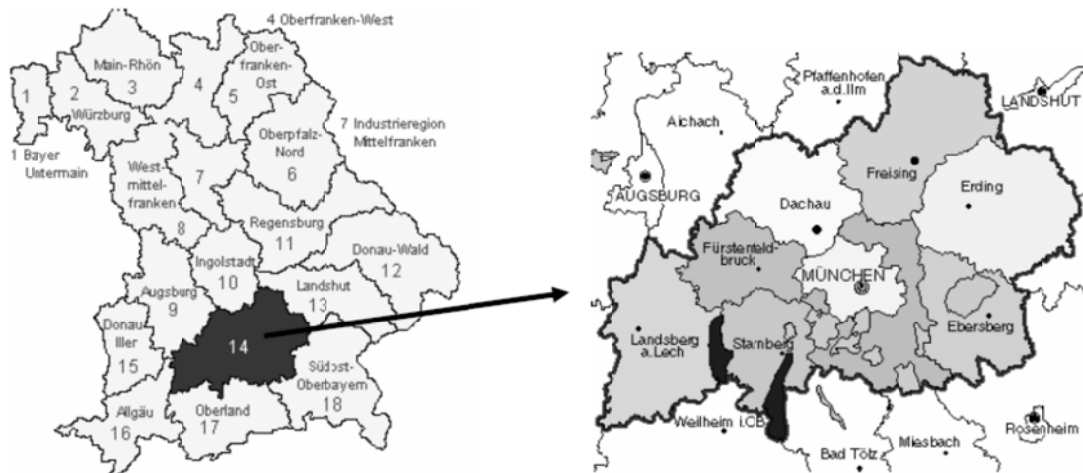 4 Oberfranken-West
Main-Rhön
3
4
Ober-
franken-
Ost
5
1
2
Würzburg
7 Industrieregion
Mittelfranken
Oberpfalz-
Nord
6
1 Bayer
Untermain
West-
mittel-
franken
7
8
Regensburg
11
Donau-Wald
12
Ingolstadt
10
Augsburg
9
Landshut
13
Donau
Iller
15
14
Südost-
Oberbayern
18
Allgäu
16
Oberland
17
Pfaffenhofen
a.d.Ilm
LANDSHUT
Aichach
Freising
AUGSBURG
Erding
Dachau
Fürstenfeld-
bruck
MÜNCHEN
Landsberg
a.Lech
Starnberg
Ebersberg
Weilheim i.OB
Rosenheim
Miesbach
Bad Tölz